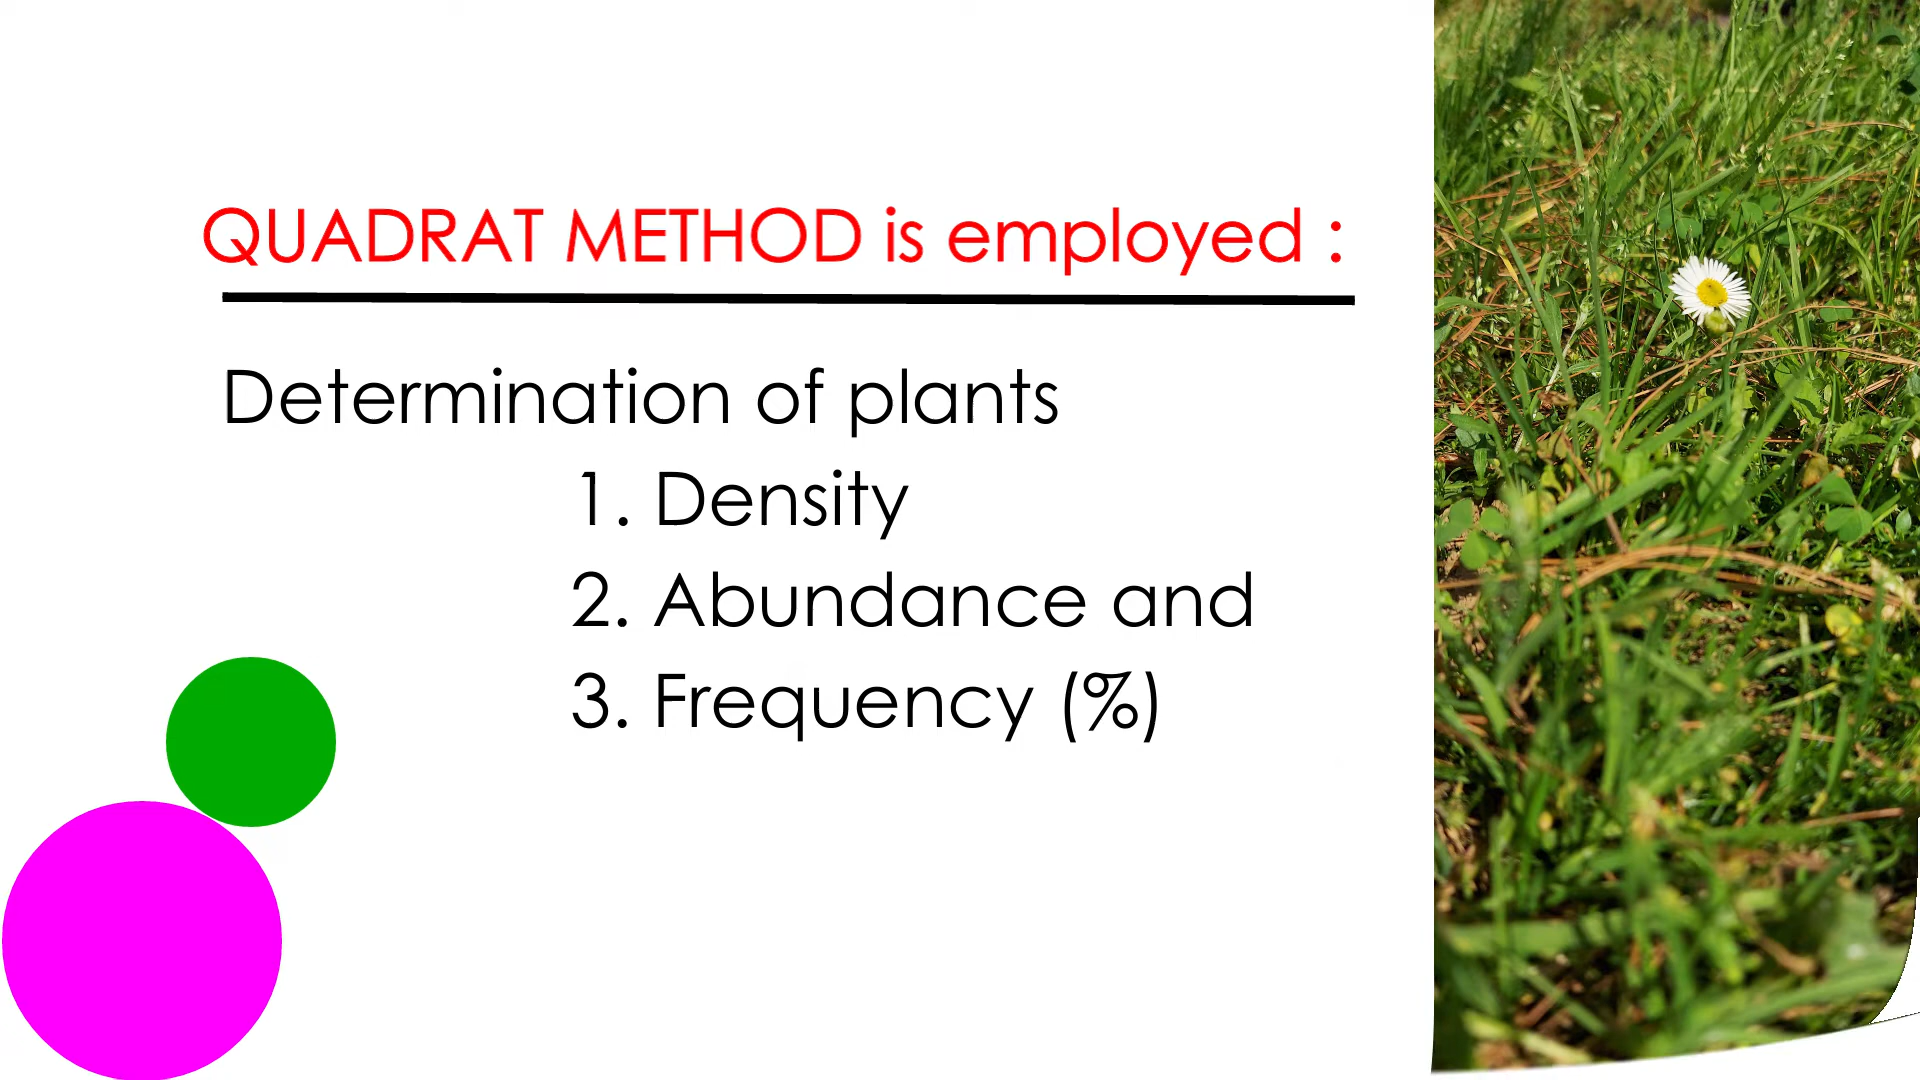 QUADRAT METHOD is employed :
Determination of plants
1. Density
2. Abundance and
3. Frequency (%)